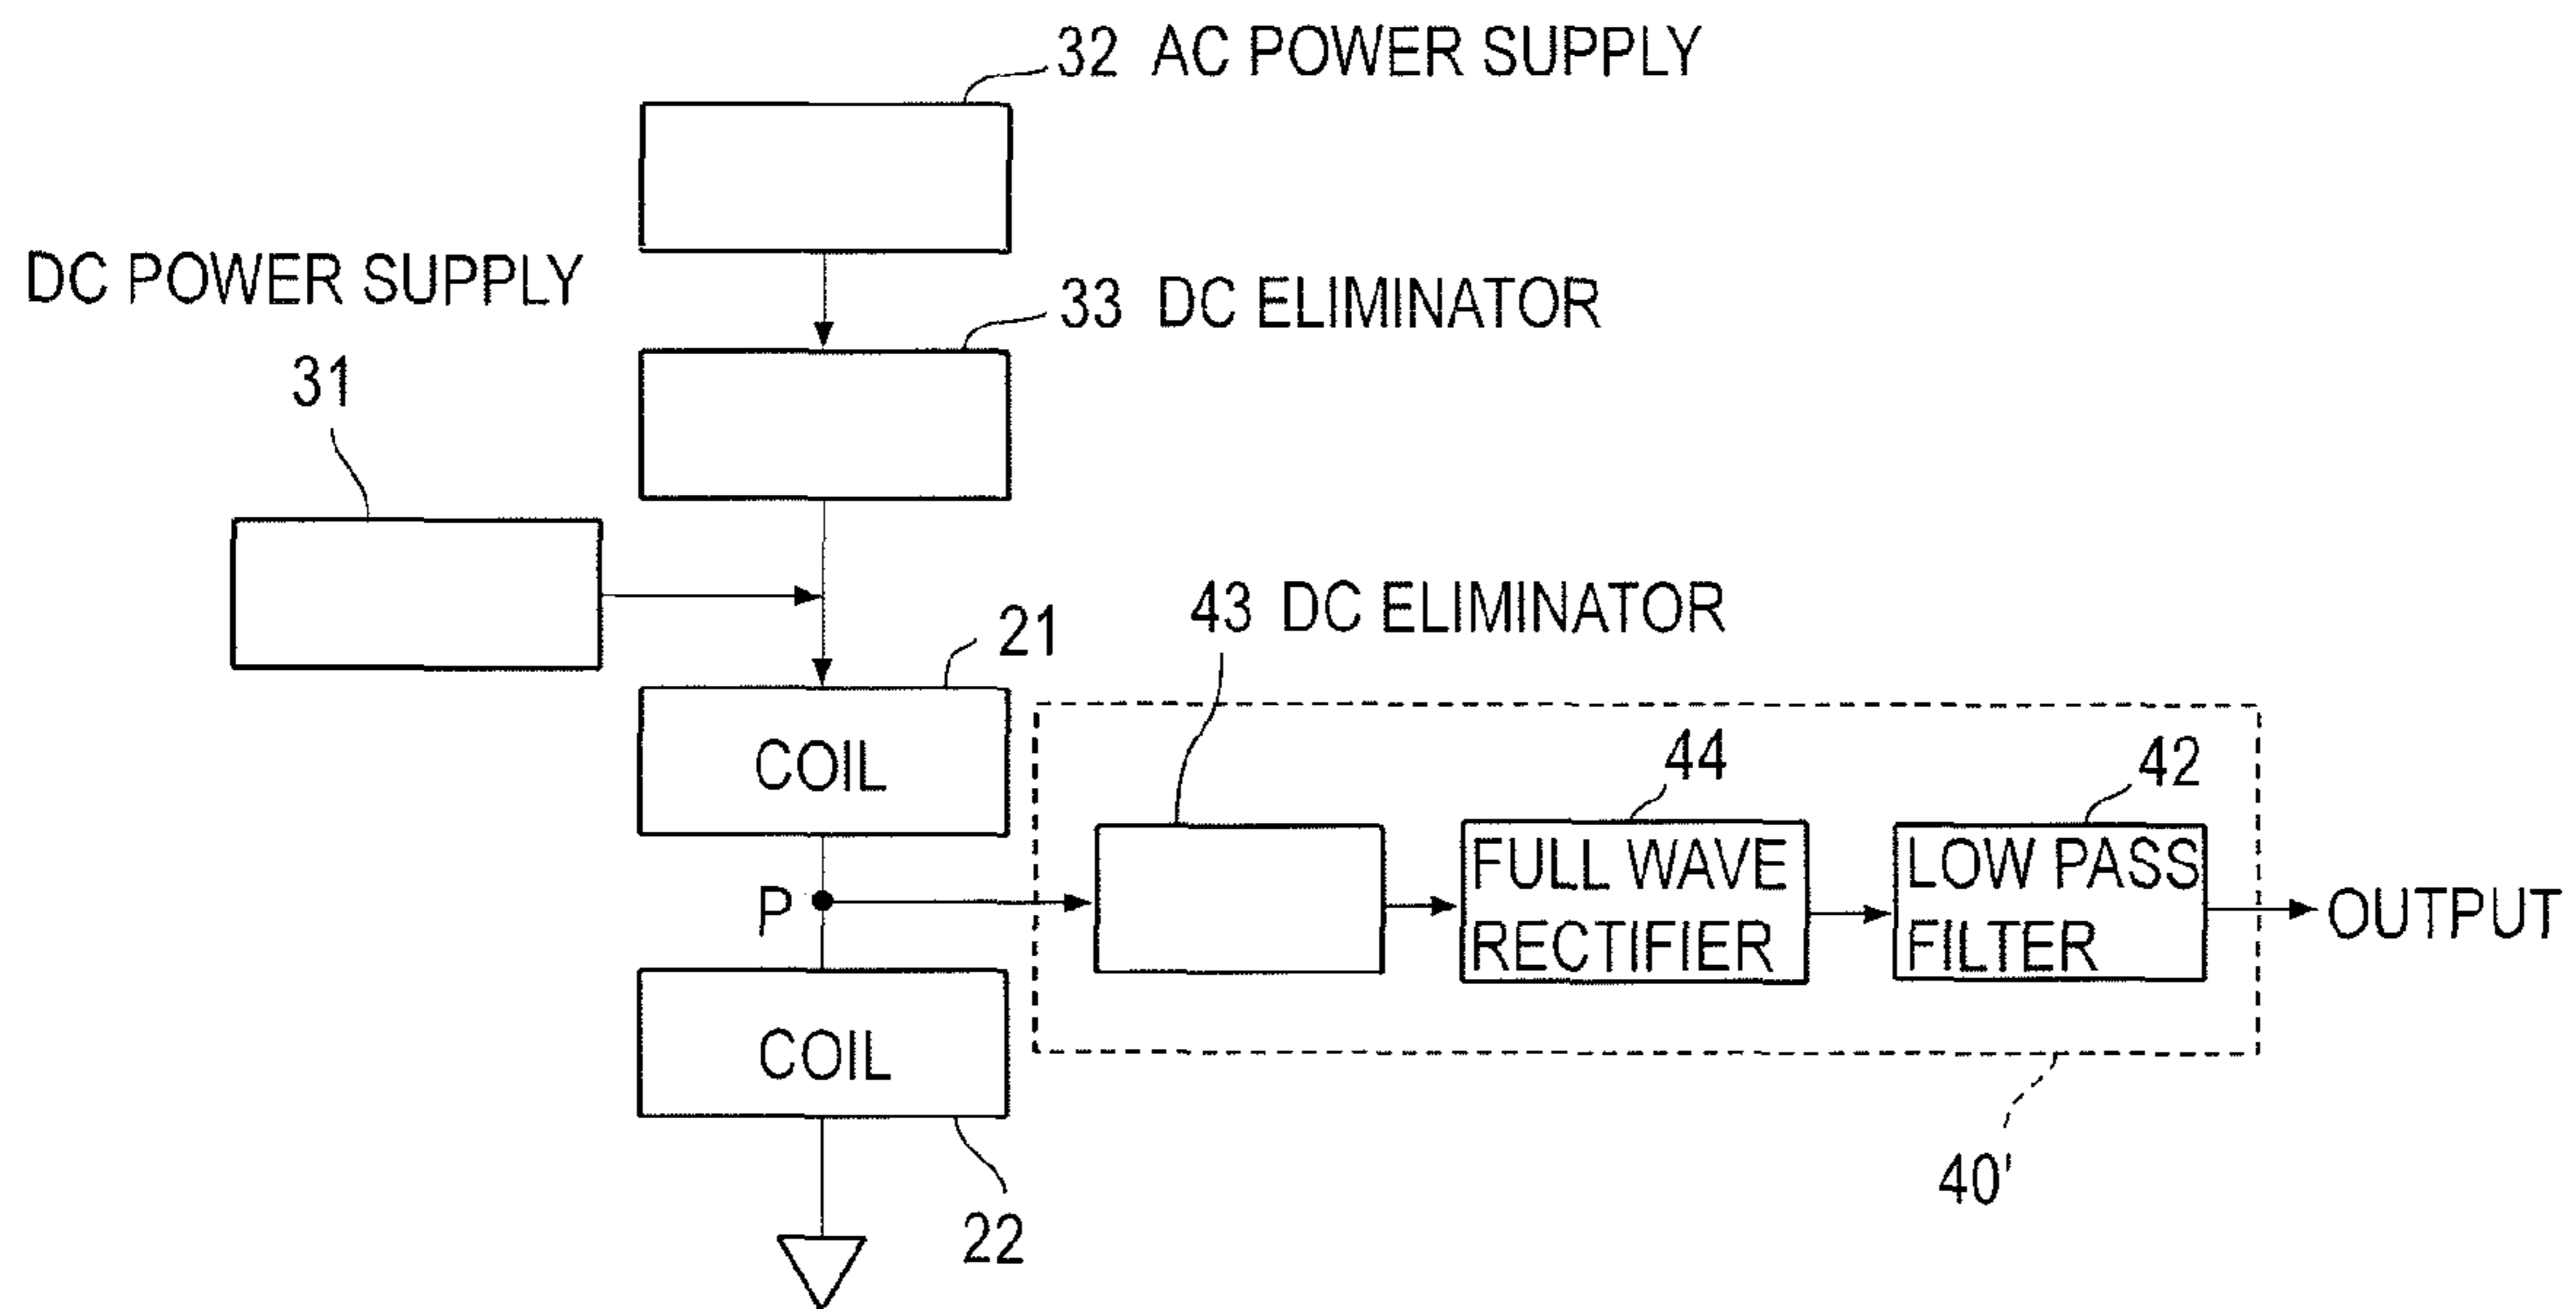 32 AC POWER SUPPLY
DC POWER SUPPLY
33 DC ELIMINATOR
31
43 DC ELIMINATOR
21
44
42
COIL
FULL WAVE
RECTIFIER
LOW PASS
FILTER
P
OUTPUT
COIL
40'
22